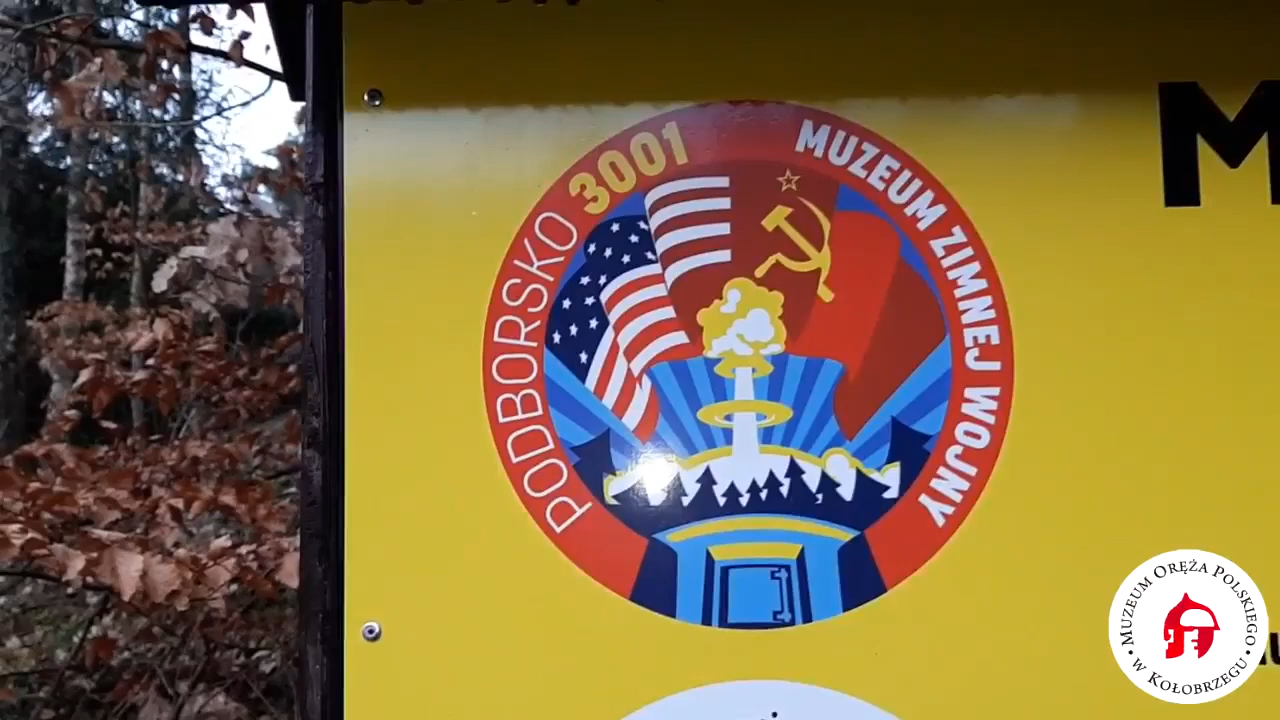 PODBORSKO 3001
MUZEUM ZIMNEJ WOJNY
M
MUZEUM ORĘŻA POLSKIEGO
• W KOŁOBRZEGU •